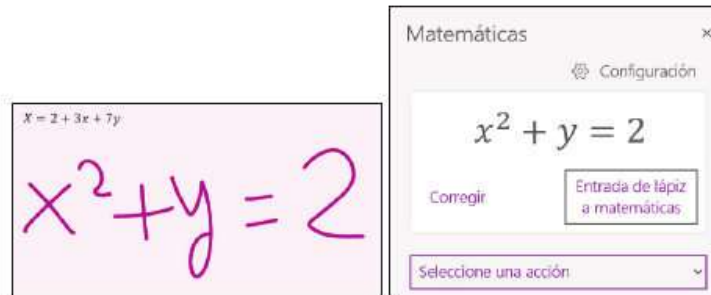 X = 2 + 3x + 7y
x² + y = 2
Matemáticas ×
Configuración
x² + y = 2
Corregir
Entrada de lápiz
a matemáticas
Seleccione una acción